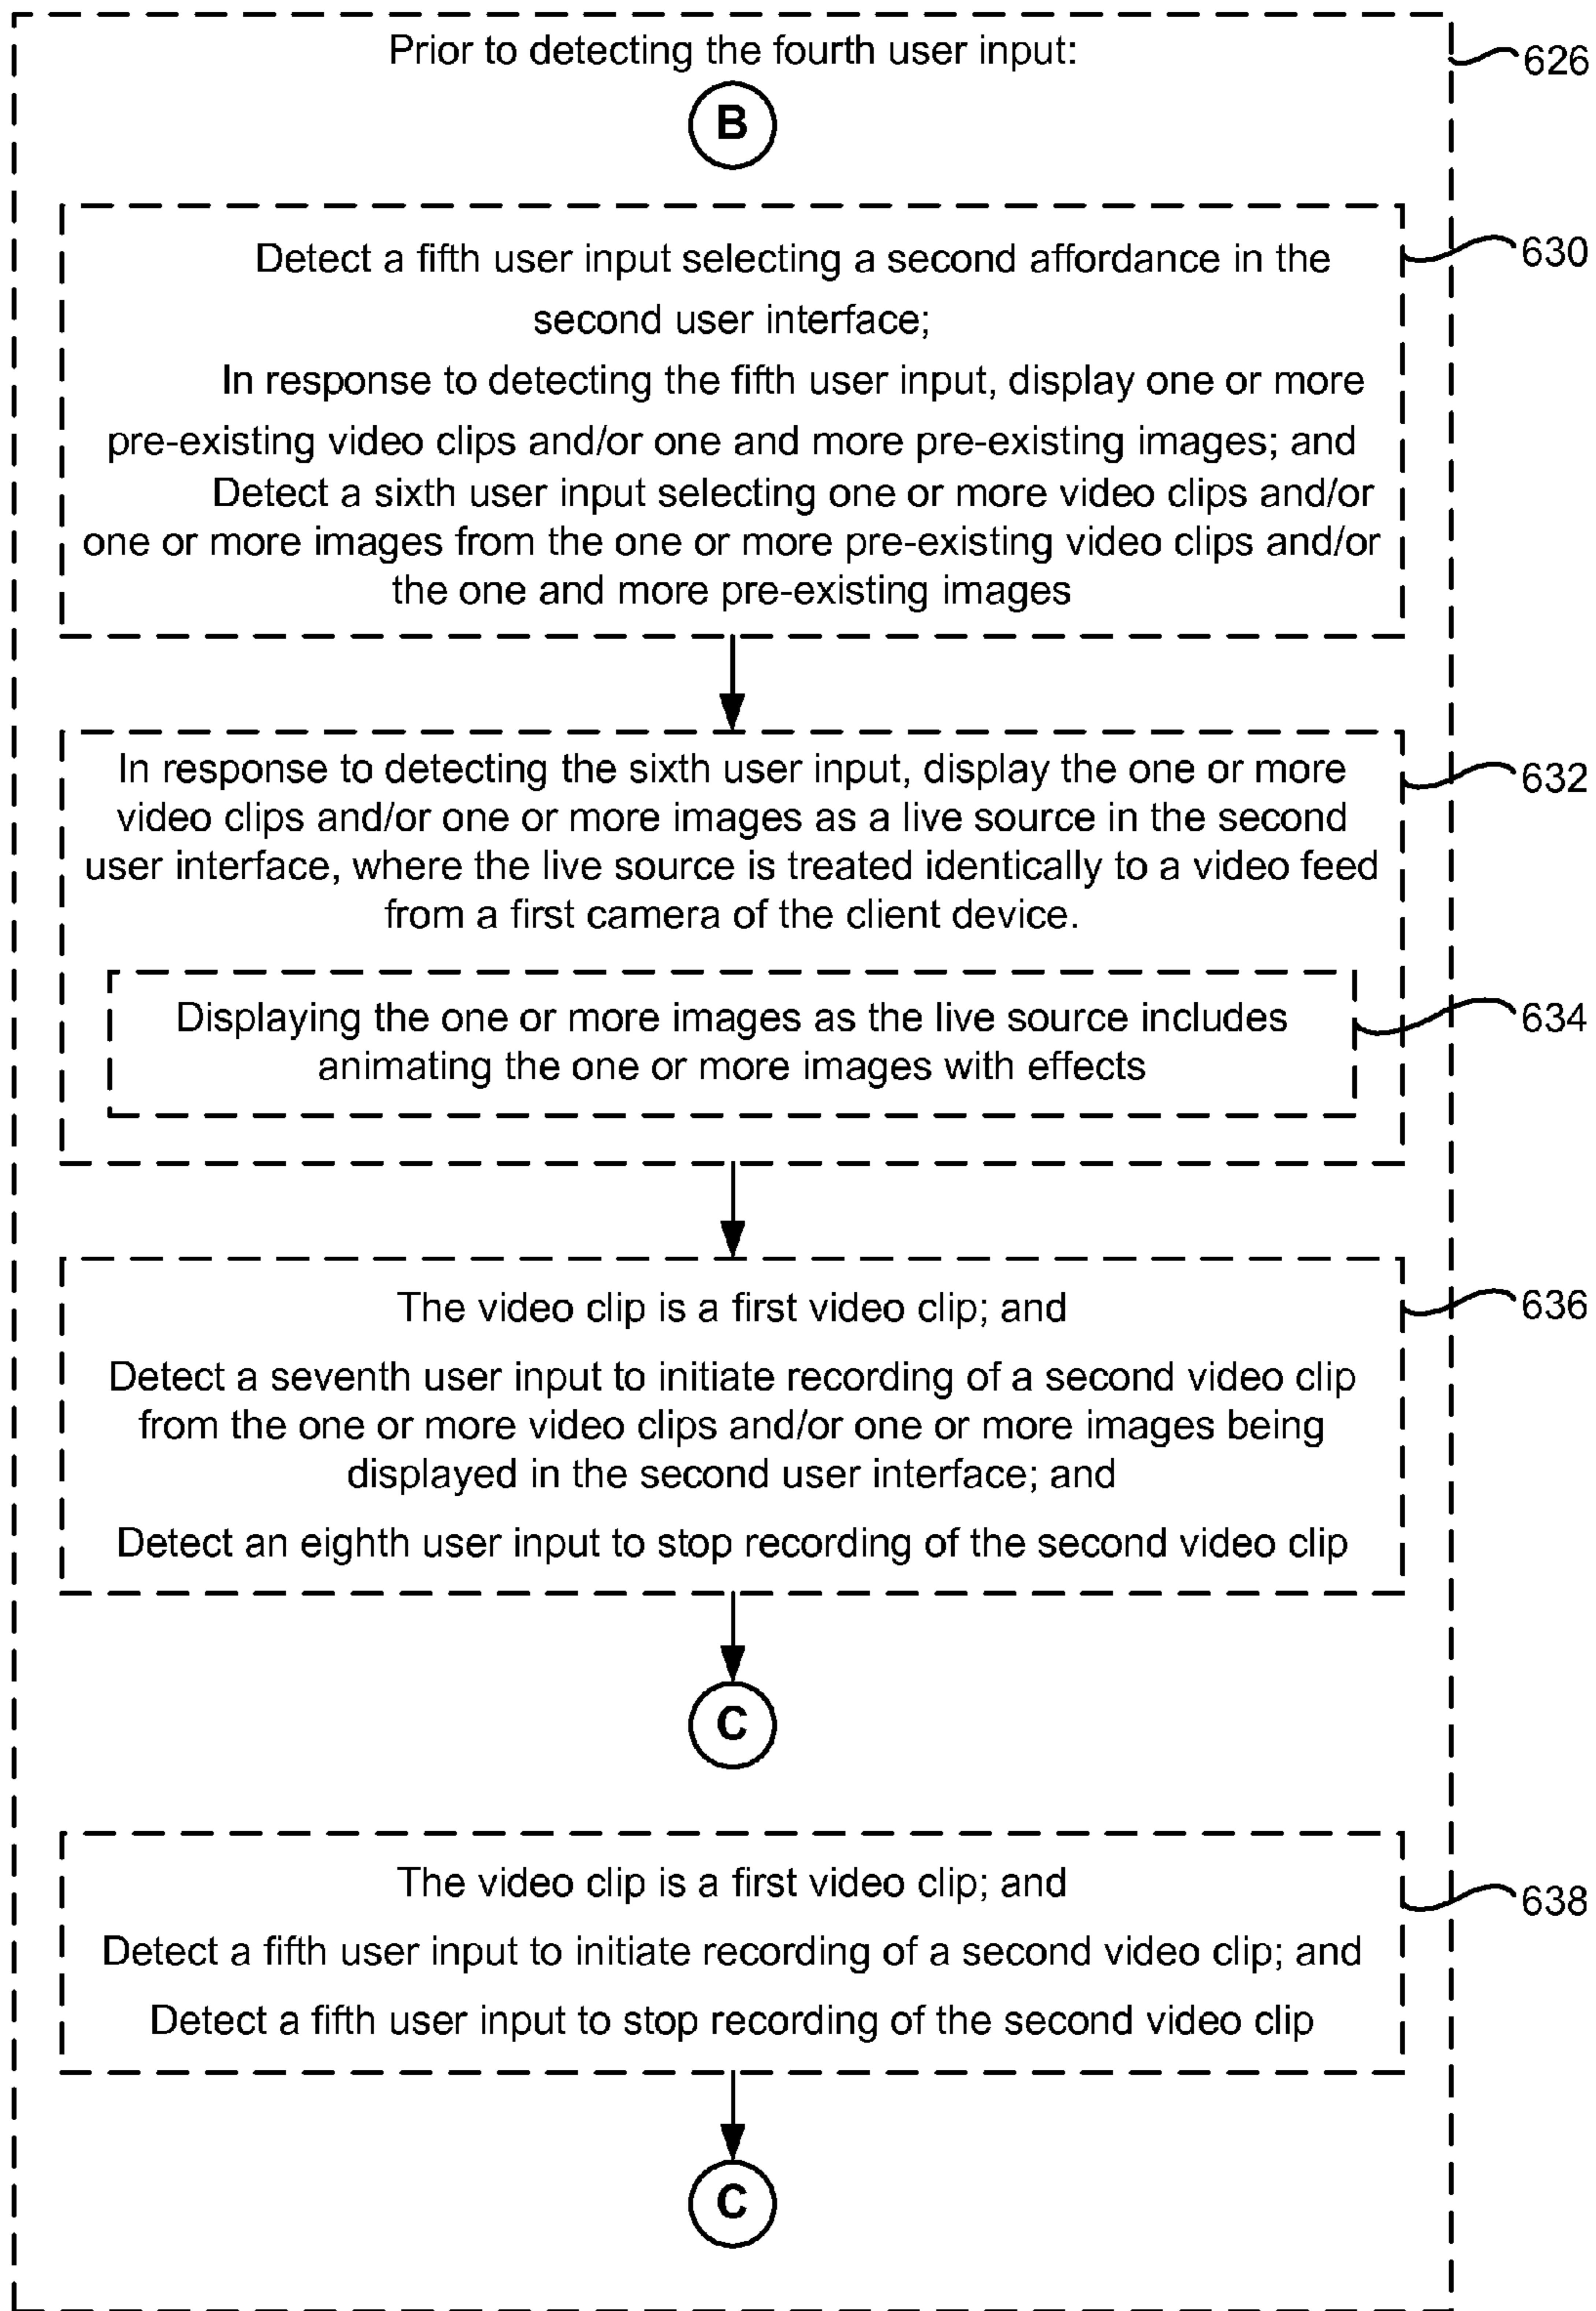 Prior to detecting the fourth user input:
626
B
Detect a fifth user input selecting a second affordance in the
630
second user interface;
In response to detecting the fifth user input, display one or more
pre-existing video clips and/or one and more pre-existing images; and
Detect a sixth user input selecting one or more video clips and/or
one or more images from the one or more pre-existing video clips and/or
the one and more pre-existing images
In response to detecting the sixth user input, display the one or more
632
video clips and/or one or more images as a live source in the second
user interface, where the live source is treated identically to a video feed
from a first camera of the client device.
Displaying the one or more images as the live source includes
634
animating the one or more images with effects
The video clip is a first video clip; and
636
Detect a seventh user input to initiate recording of a second video clip
from the one or more video clips and/or one or more images being
displayed in the second user interface; and
Detect an eighth user input to stop recording of the second video clip
C
The video clip is a first video clip; and
638
Detect a fifth user input to initiate recording of a second video clip; and
Detect a fifth user input to stop recording of the second video clip
C